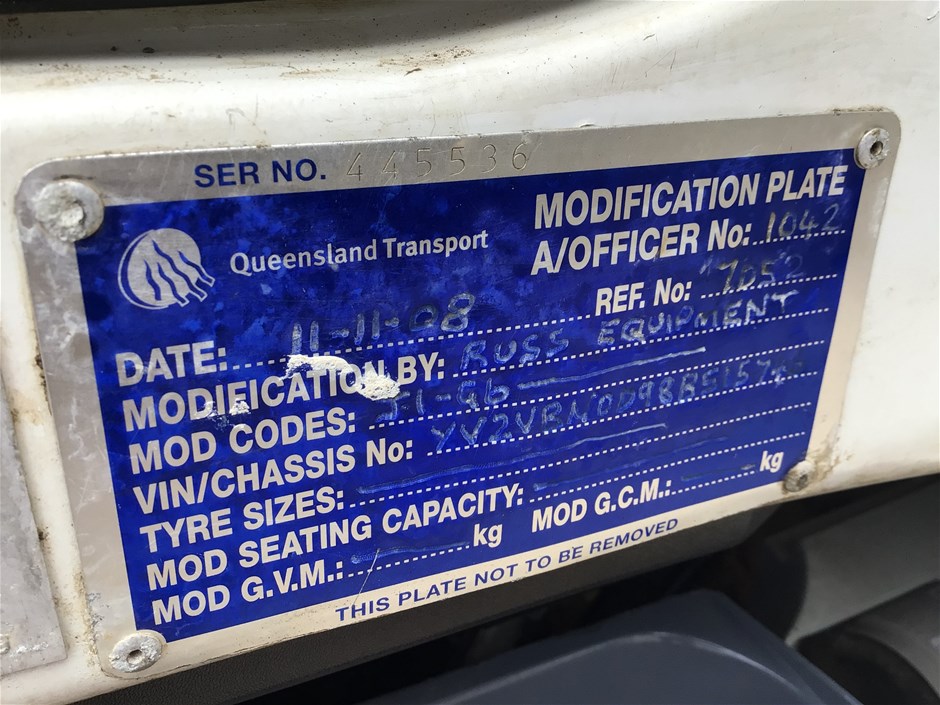 SER NO. 445536
Queensland Transport
MODIFICATION PLATE
A/OFFICER No: 1042
REF. No: 7052
DATE: 11-11-08
MODIFICATION BY: RUSS EQUIPMENT
MOD CODES:
VIN/CHASSIS No:
TYRE SIZES:
MOD SEATING CAPACITY:
MOD G.V.M.: kg MOD G.C.M.: kg
THIS PLATE NOT TO BE REMOVED